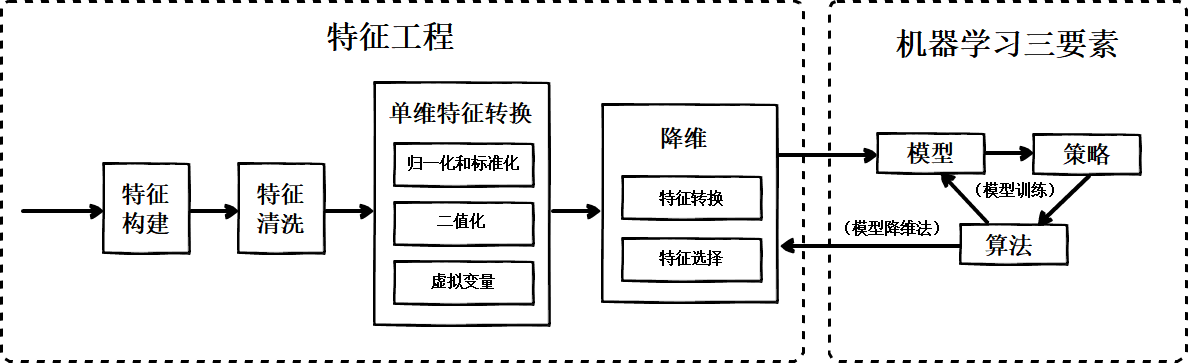 特征工程
特征
构建
特征
清洗
单维特征转换
归一化和标准化
二值化
虚拟变量
降维
特征转换
特征选择
机器学习三要素
模型
策略
（模型训练）
（模型降维法）
算法